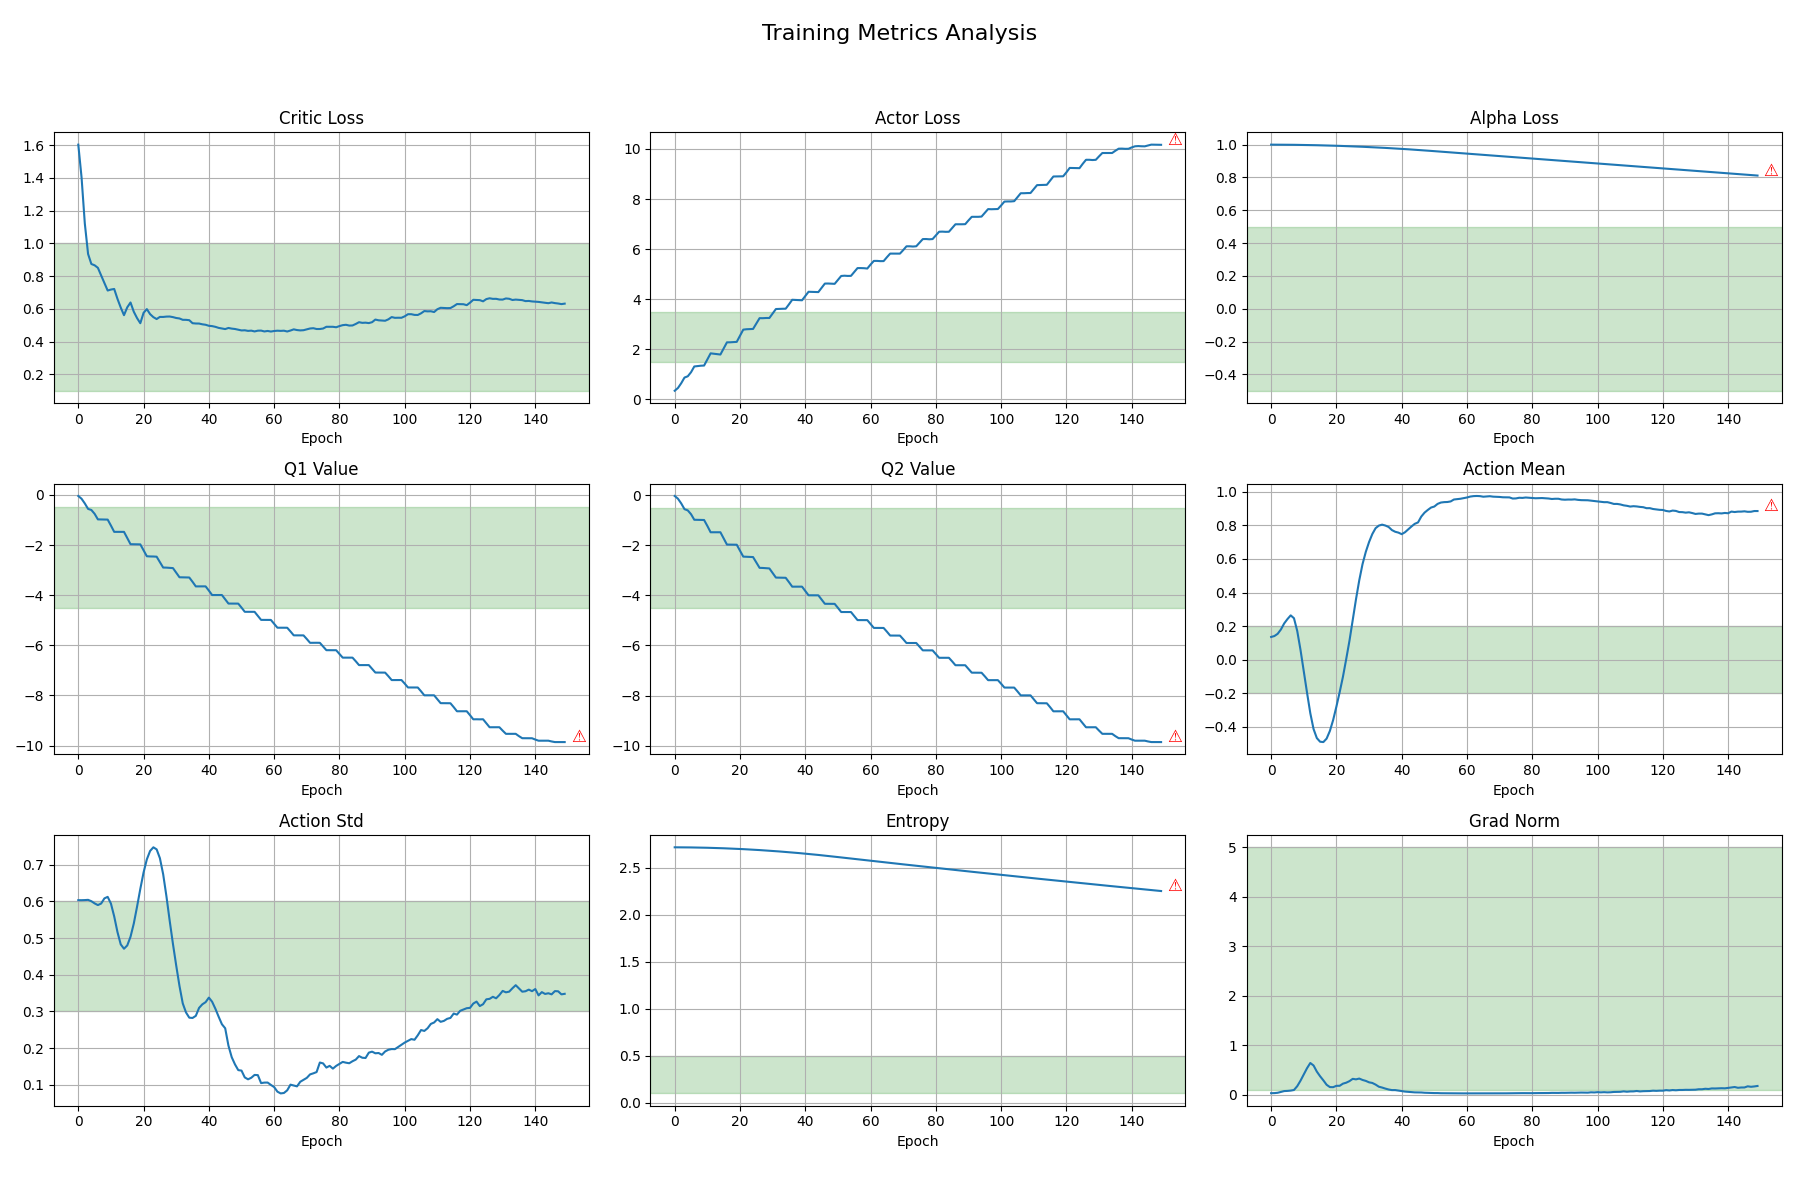 Training Metrics Analysis
Critic Loss
1.6
1.4
1.2
1.0
0.8
0.6
0.4
0.2
0 20 40 60 80 100 120 140
Epoch
Actor Loss
10
8
6
4
2
0
0 20 40 60 80 100 120 140
Epoch
Alpha Loss
1.0
0.8
0.6
0.4
0.2
0.0
−0.2
−0.4
0 20 40 60 80 100 120 140
Epoch
Q1 Value
0
−2
−4
−6
−8
−10
0 20 40 60 80 100 120 140
Epoch
Q2 Value
0
−2
−4
−6
−8
−10
0 20 40 60 80 100 120 140
Epoch
Action Mean
1.0
0.8
0.6
0.4
0.2
0.0
−0.2
−0.4
0 20 40 60 80 100 120 140
Epoch
Action Std
0.7
0.6
0.5
0.4
0.3
0.2
0.1
0 20 40 60 80 100 120 140
Epoch
Entropy
2.5
2.0
1.5
1.0
0.5
0.0
0 20 40 60 80 100 120 140
Epoch
Grad Norm
5
4
3
2
1
0
0 20 40 60 80 100 120 140
Epoch